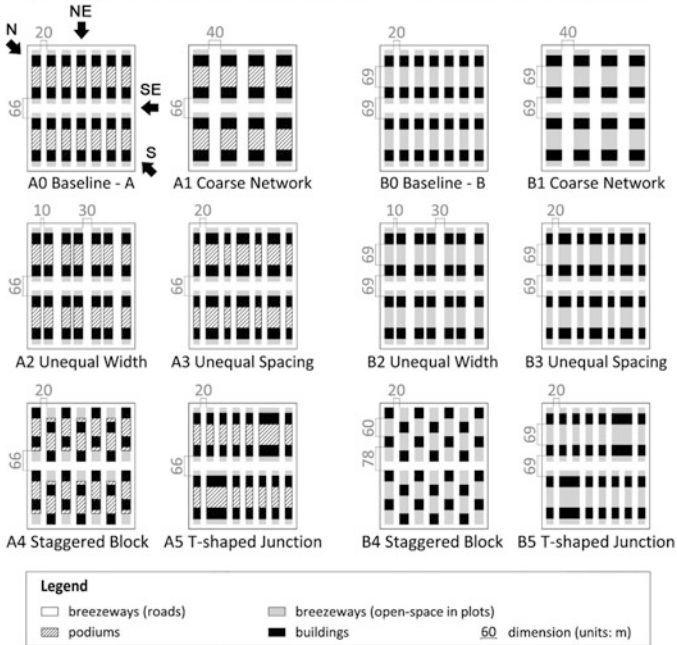 N
NE
20
40
20
40
SE
S
66
69
69
69
69
A0 Baseline - A
A1 Coarse Network
B0 Baseline - B
B1 Coarse Network
10
30
20
10
30
20
66
66
69
69
69
69
A2 Unequal Width
A3 Unequal Spacing
B2 Unequal Width
B3 Unequal Spacing
20
20
20
20
66
66
60
78
69
69
A4 Staggered Block
A5 T-shaped Junction
B4 Staggered Block
B5 T-shaped Junction
Legend
breezeways (roads)
breezeways (open-space in plots)
podiums
buildings
60 dimension (units: m)